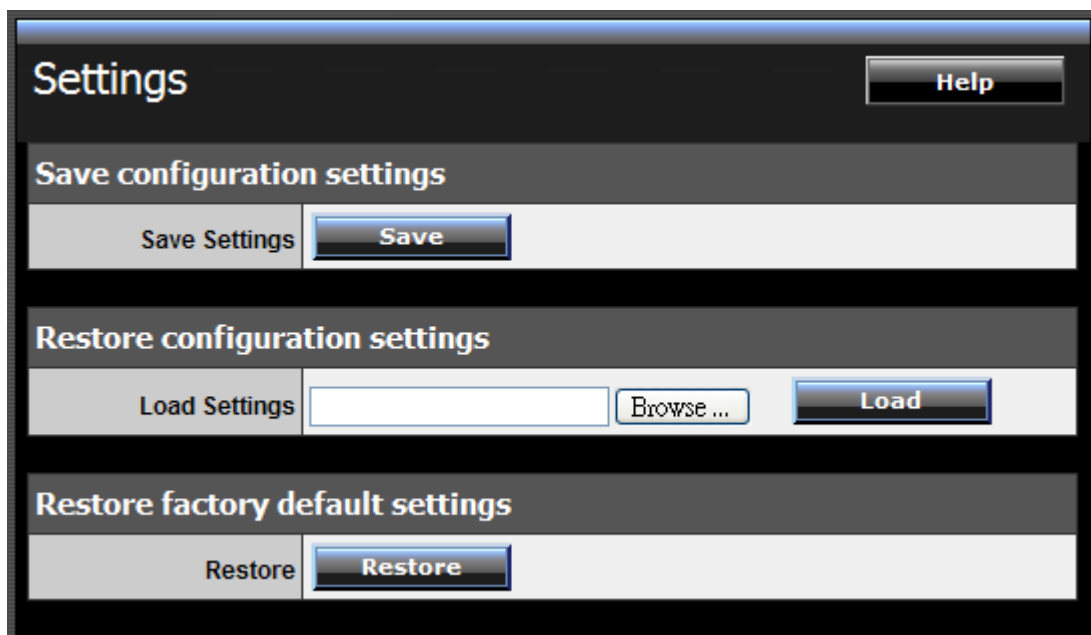 Settings
Help
Save configuration settings
Save Settings Save
Restore configuration settings
Load Settings Browse ... Load
Restore factory default settings
Restore Restore